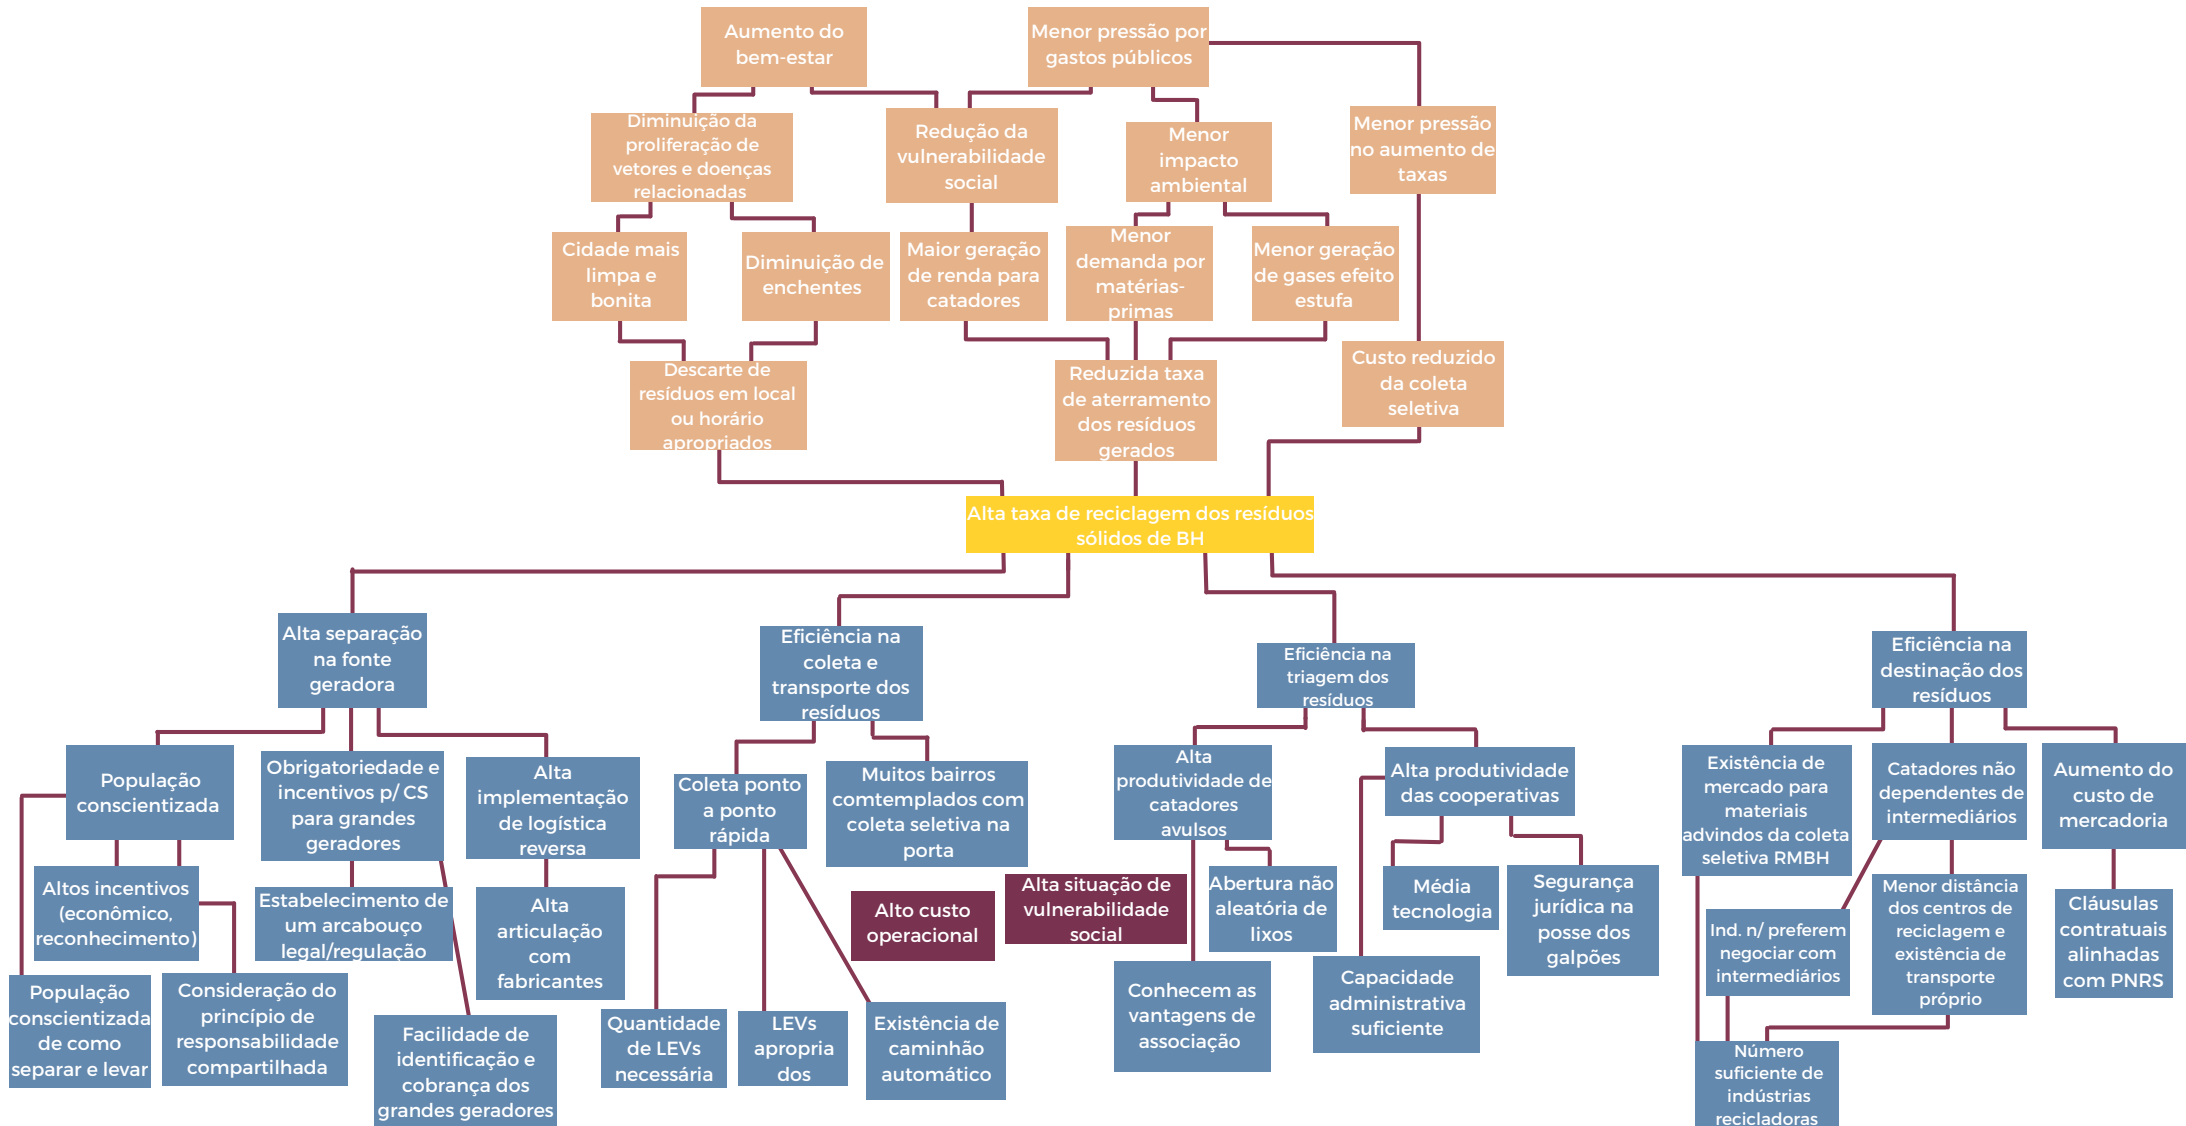 Aumento do
bem-estar
Menor pressão por
gastos públicos
Diminuição da
proliferação de
vetores e doenças
relacionadas
Redução da
vulnerabilidade
social
Menor
impacto
ambiental
Menor pressão
no aumento de
taxas
Cidade mais
limpa e
bonita
Diminuição de
enchentes
Maior geração
de renda para
catadores
Menor
demanda por
matérias-
primas
Menor geração
de gases efeito
estufa
Descarte de
resíduos em local
ou horário
apropriados
Reduzida taxa
de aterramento
dos resíduos
gerados
Custo reduzido
da coleta
seletiva
Alta taxa de reciclagem dos resíduos
sólidos de BH
Alta separação
na fonte
geradora
Eficiência na
coleta e
transporte dos
resíduos
Eficiência na
triagem dos
resíduos
Eficiência na
destinação dos
resíduos
População
conscientizada
Obrigatoriedade e
incentivos p/ CS
para grandes
geradores
Alta
implementação
de logística
reversa
Coleta ponto
a ponto
rápida
Muitos bairros
comtemplados com
coleta seletiva na
porta
Alta
produtividade de
catadores
avulsos
Alta produtividade
das cooperativas
Existência de
mercado para
materiais
advindos da coleta
seletiva RMBH
Catadores não
dependentes de
intermediários
Aumento do
custo de
mercadoria
Altos incentivos
(econômico,
reconhecimento)
Estabelecimento de
um arcabouço
legal/regulação
Alta
articulação
com
fabricantes
Alto custo
operacional
Alta situação de
vulnerabilidade
social
Abertura não
aleatória de
lixos
Média
tecnologia
Segurança
jurídica na
posse dos
galpões
Ind. n/ preferem
negociar com
intermediários
Menor distância
dos centros de
reciclagem e
existência de
transporte
próprio
Cláusulas
contratuais
alinhadas
com PNRS
População
conscientizada
de como
separar e levar
Consideração do
princípio de
responsabilidade
compartilhada
Facilidade de
identificação e
cobrança dos
grandes geradores
Quantidade
de LEVs
necessária
LEVs
apropria
dos
Existência de
caminhão
automático
Conhecem as
vantagens de
associação
Capacidade
administrativa
suficiente
Número
suficiente de
indústrias
recicladoras